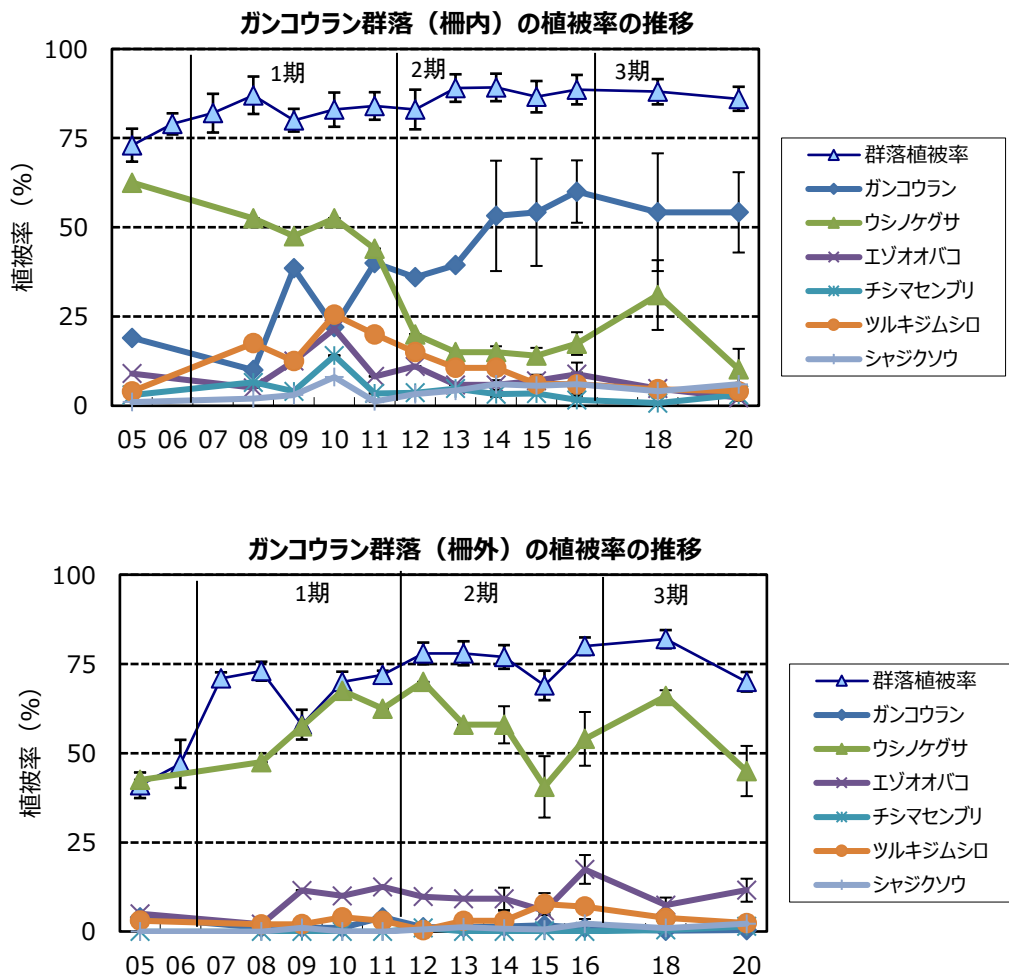 ガンコウラン群落（柵内）の植被率の推移
100
75
50
25
0
植被率（%）
1期
2期
3期
05 06 07 08 09 10 11 12 13 14 15 16 18 20
群落植被率
ガンコウラン
ウシノケグサ
エゾオオバコ
チシマセンブリ
ツルキジムシロ
シャジクソウ
ガンコウラン群落（柵外）の植被率の推移
100
75
50
25
0
植被率（%）
1期
2期
3期
05 06 07 08 09 10 11 12 13 14 15 16 18 20
群落植被率
ガンコウラン
ウシノケグサ
エゾオオバコ
チシマセンブリ
ツルキジムシロ
シャジクソウ